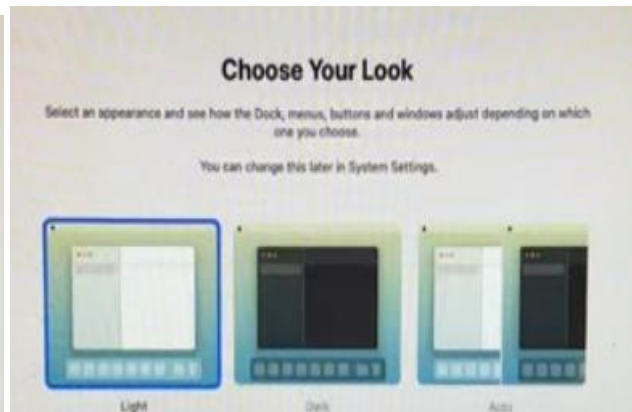 Choose Your Look
Select an appearance and see how the Dock, menus, buttons and windows adjust depending on which
one you choose.
You can change this later in System Settings.
Light
Dark
Auto